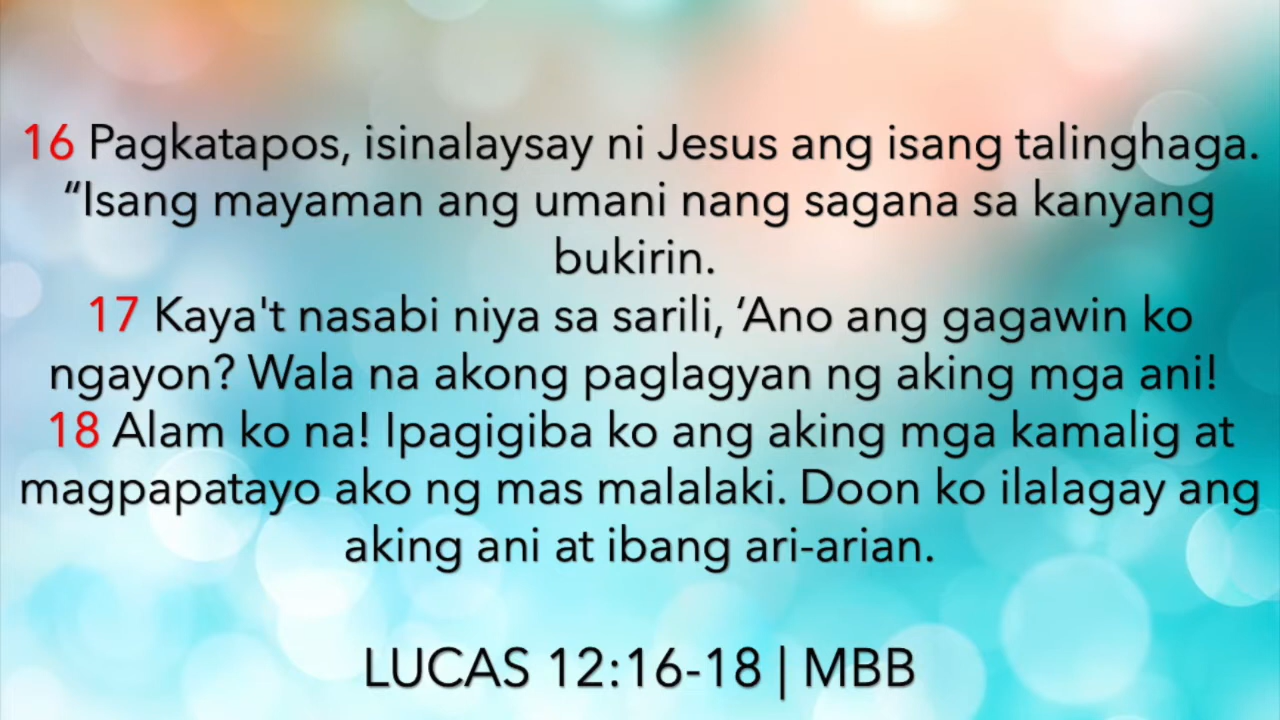 16 Pagkatapos, isinalaysay ni Jesus ang isang talinghaga.
“Isang mayaman ang umani nang sagana sa kanyang
bukirin.
17 Kaya't nasabi niya sa sarili, ‘Ano ang gagawin ko
ngayon? Wala na akong paglagyan ng aking mga ani!
18 Alam ko na! Ipagigiba ko ang aking mga kamalig at
magpapatayo ako ng mas malalaki. Doon ko ilalagay ang
aking ani at ibang ari-arian.
LUCAS 12:16-18 | MBB